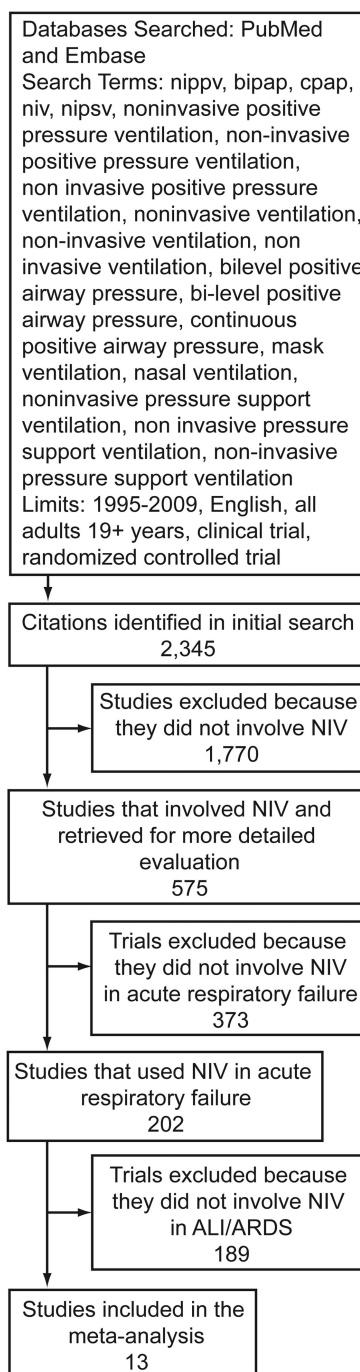 Databases Searched: PubMed
and Embase
Search Terms: nippv, bipap, cpap,
niv, nipsv, noninvasive positive
pressure ventilation, non-invasive
positive pressure ventilation,
non invasive positive pressure
ventilation, noninvasive ventilation,
non-invasive ventilation, non
invasive ventilation, bilevel positive
airway pressure, bi-level positive
airway pressure, continuous
positive airway pressure, mask
ventilation, nasal ventilation,
noninvasive pressure support
ventilation, non invasive pressure
support ventilation, non-invasive
pressure support ventilation
Limits: 1995-2009, English, all
adults 19+ years, clinical trial,
randomized controlled trial
Citations identified in initial search
2,345
Studies excluded because
they did not involve NIV
1,770
Studies that involved NIV and
retrieved for more detailed
evaluation
575
Trials excluded because
they did not involve NIV
in acute respiratory failure
373
Studies that used NIV in acute
respiratory failure
202
Trials excluded because
they did not involve NIV
in ALI/ARDS
189
Studies included in the
meta-analysis
13